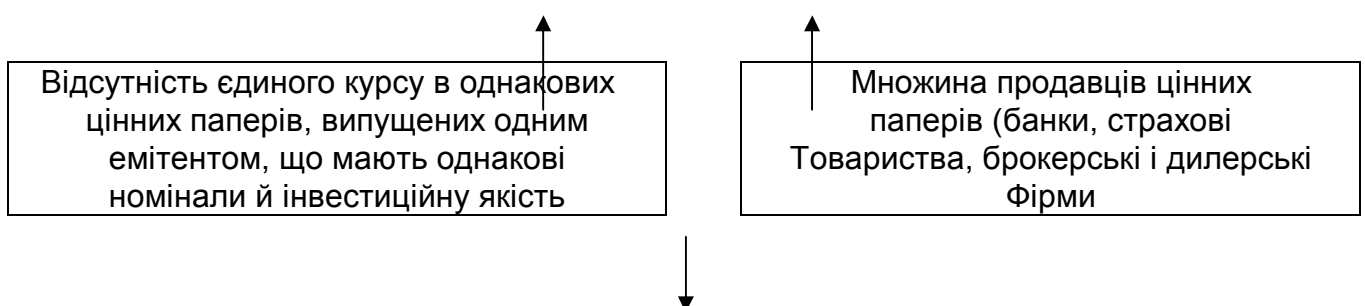 Відсутність єдиного курсу в однакових
цінних паперів, випущених одним
емітентом, що мають однакові
номінали й інвестиційну якість
Множина продавців цінних
паперів (банки, страхові
Товариства, брокерські і дилерські
Фірми